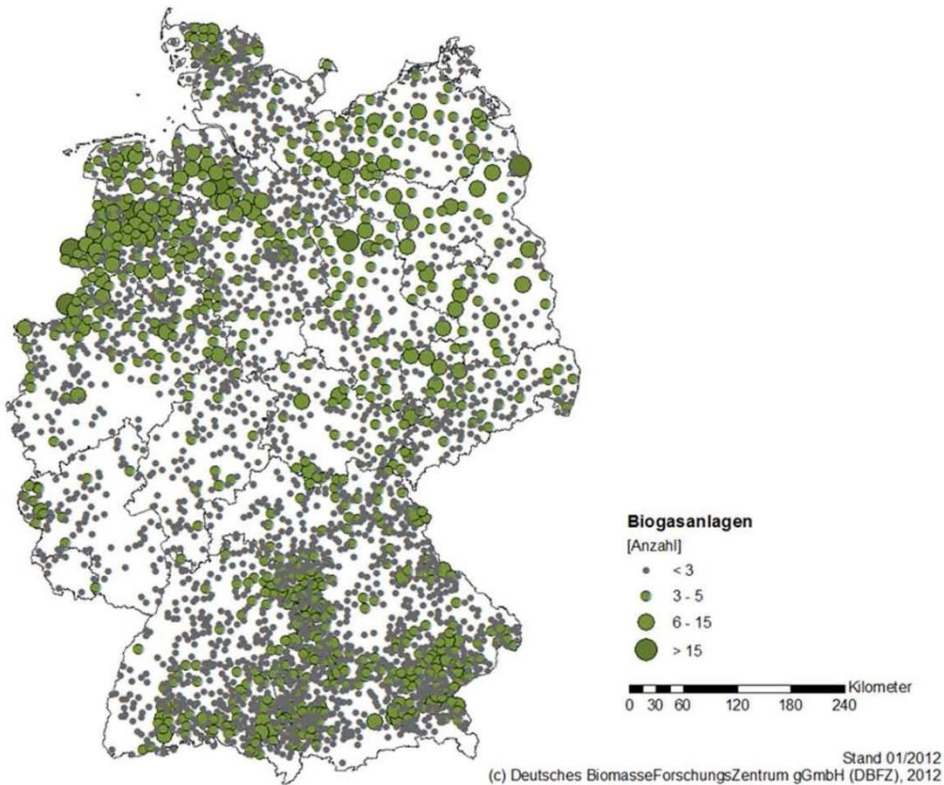 Biogasanlagen
[Anzahl]
< 3
3 - 5
6 - 15
> 15
Kilometer
0 30 60 120 180 240
Stand 01/2012
(c) Deutsches BiomasseForschungsZentrum gGmbH (DBFZ), 2012